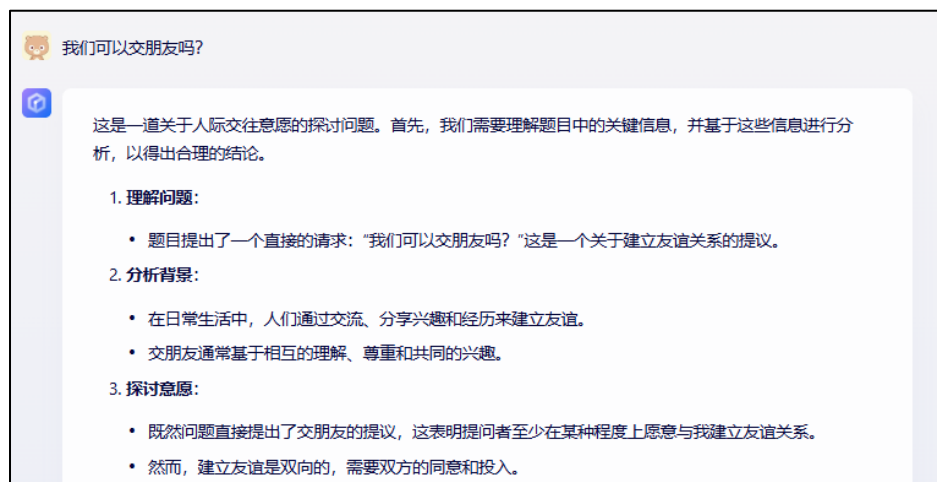 我们可以交朋友吗？
这是一道关于人际交往意愿的探讨问题。首先，我们需要理解题目中的关键信息，并基于这些信息进行分
析，以得出合理的结论。
1. 理解问题：
• 题目提出了一个直接的请求：“我们可以交朋友吗？”这是一个关于建立友谊关系的提议。
2. 分析背景：
• 在日常生活中，人们通过交流、分享兴趣和经历来建立友谊。
• 交朋友通常基于相互的理解、尊重和共同的兴趣。
3. 探讨意愿：
• 既然问题直接提出了交朋友的提议，这表明提问者至少在某种程度上愿意与我建立友谊关系。
• 然而，建立友谊是双向的，需要双方的同意和投入。